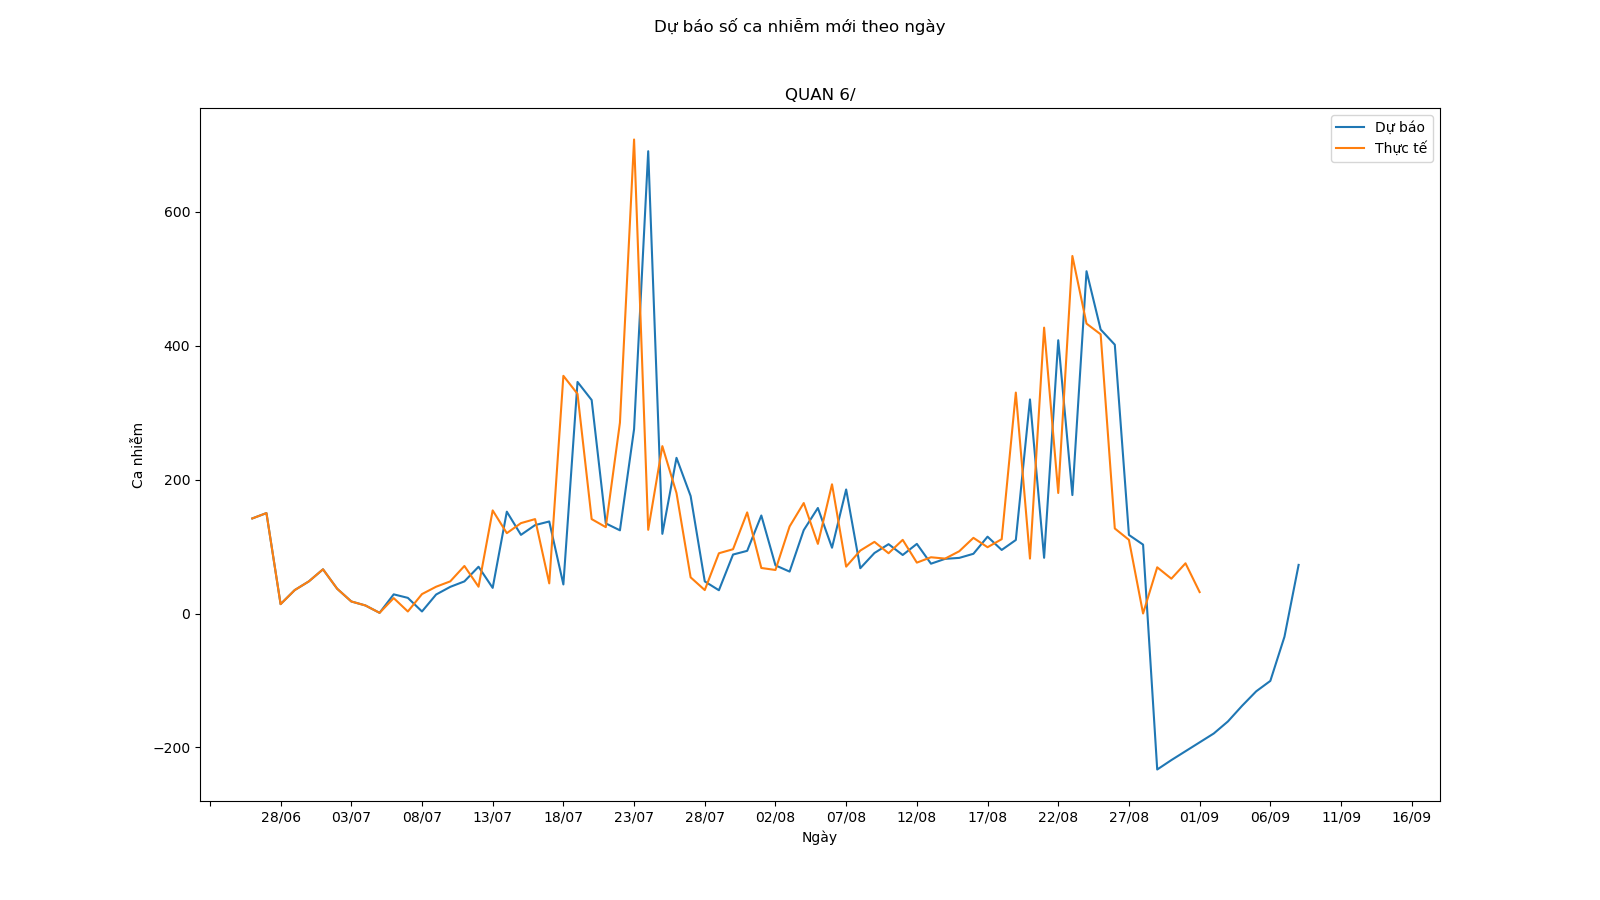 Dự báo số ca nhiễm mới theo ngày
QUAN 6/
Dự báo
Thực tế
600
400
200
0
−200
Ca nhiễm
28/06 03/07 08/07 13/07 18/07 23/07 28/07 02/08 07/08 12/08 17/08 22/08 27/08 01/09 06/09 11/09 16/09
Ngày